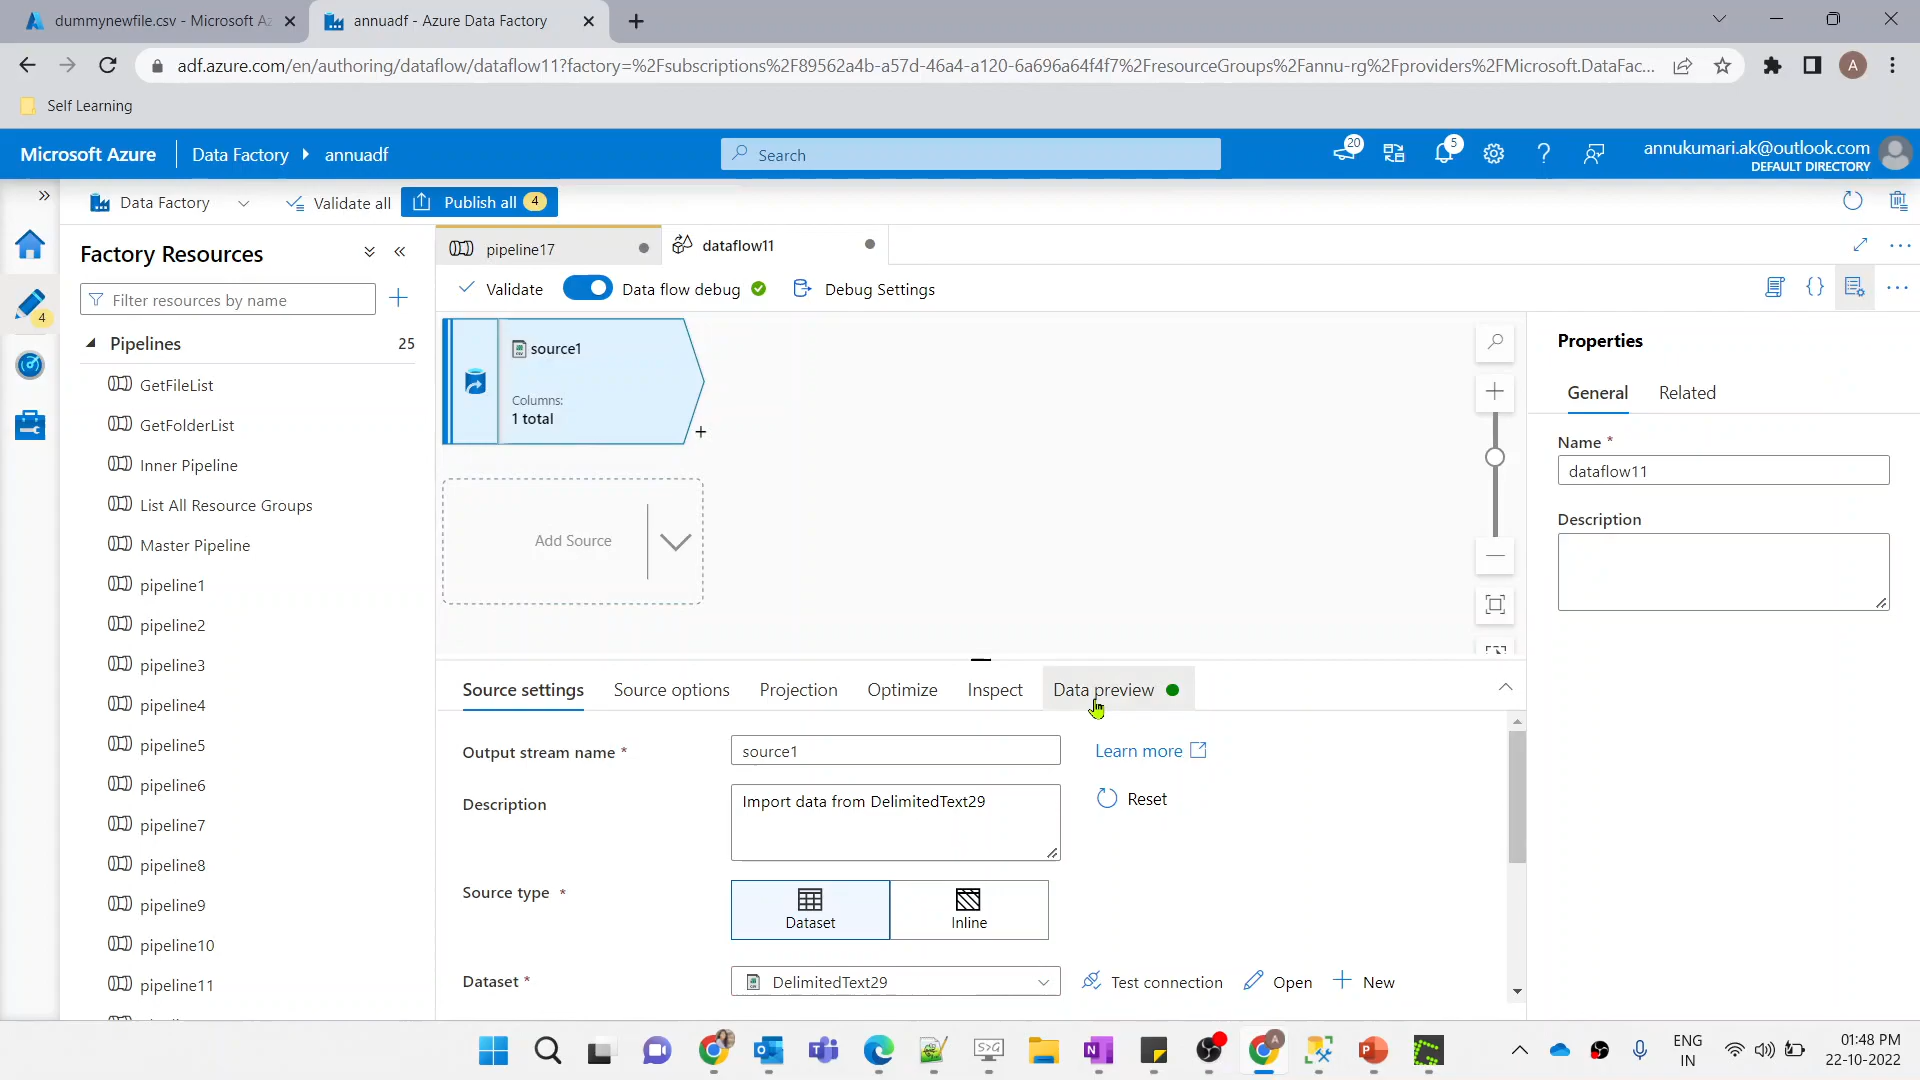 dummynewfile.csv - Microsoft Az
annuadf - Azure Data Factory
adf.azure.com/en/authoring/dataflow/dataflow11?factory=%2Fsubscriptions%2F89562a4b-a57d-46a4-a120-6a696a64f4f7%2FresourceGroups%2Fannu-rg%2Fproviders%2FMicrosoft.DataFac...
A
Self Learning
Microsoft Azure
Data Factory
annuadf
Search
20
5
annukumari.ak@outlook.com
DEFAULT DIRECTORY
Data Factory
Validate all
Publish all 4
Factory Resources
Filter resources by name
4
Pipelines 25
GetFileList
GetFolderList
Inner Pipeline
List All Resource Groups
Master Pipeline
pipeline1
pipeline2
pipeline3
pipeline4
pipeline5
pipeline6
pipeline7
pipeline8
pipeline9
pipeline10
pipeline11
pipeline17
dataflow11
Validate
Data flow debug
Debug Settings
source1
Columns:
1 total
Add Source
Properties
General
Related
Name *
dataflow11
Description
Source settings
Source options
Projection
Optimize
Inspect
Data preview
Output stream name *
source1
Learn more
Description
Import data from DelimitedText29
Reset
Source type *
Dataset
Inline
Dataset *
DelimitedText29
Test connection
Open
New
ENG
IN
01:48 PM
22-10-2022